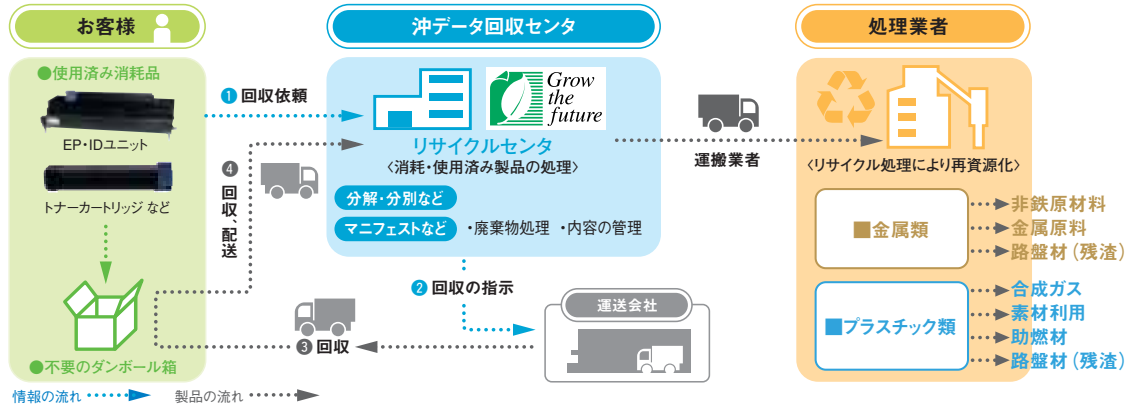 お客様
沖データ回収センタ
処理業者
●使用済み消耗品
EP・IDユニット
トナーカートリッジ など
●不要のダンボール箱
❶回収依頼
Grow
the
future
リサイクルセンタ
〈消耗・使用済み製品の処理〉
分解・分別など
マニフェストなど ・廃棄物処理 ・内容の管理
❹回収、配送
❷回収の指示
運送会社
❸回収
運搬業者
〈リサイクル処理により再資源化〉
■金属類
非鉄原材料
金属原料
路盤材（残渣）
■プラスチック類
合成ガス
素材利用
助燃材
路盤材（残渣）
情報の流れ
製品の流れ